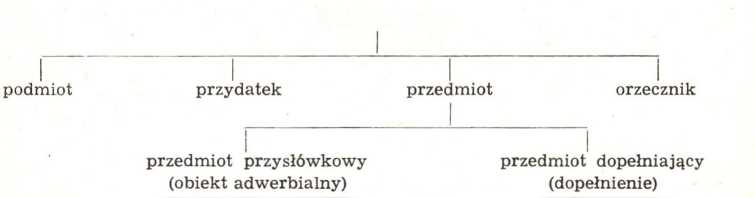 podmiot przydatek przedmiot orzecznik
przedmiot przysłówkowy przedmiot dopełniający
(obiekt adwerbialny) (dopełnienie)